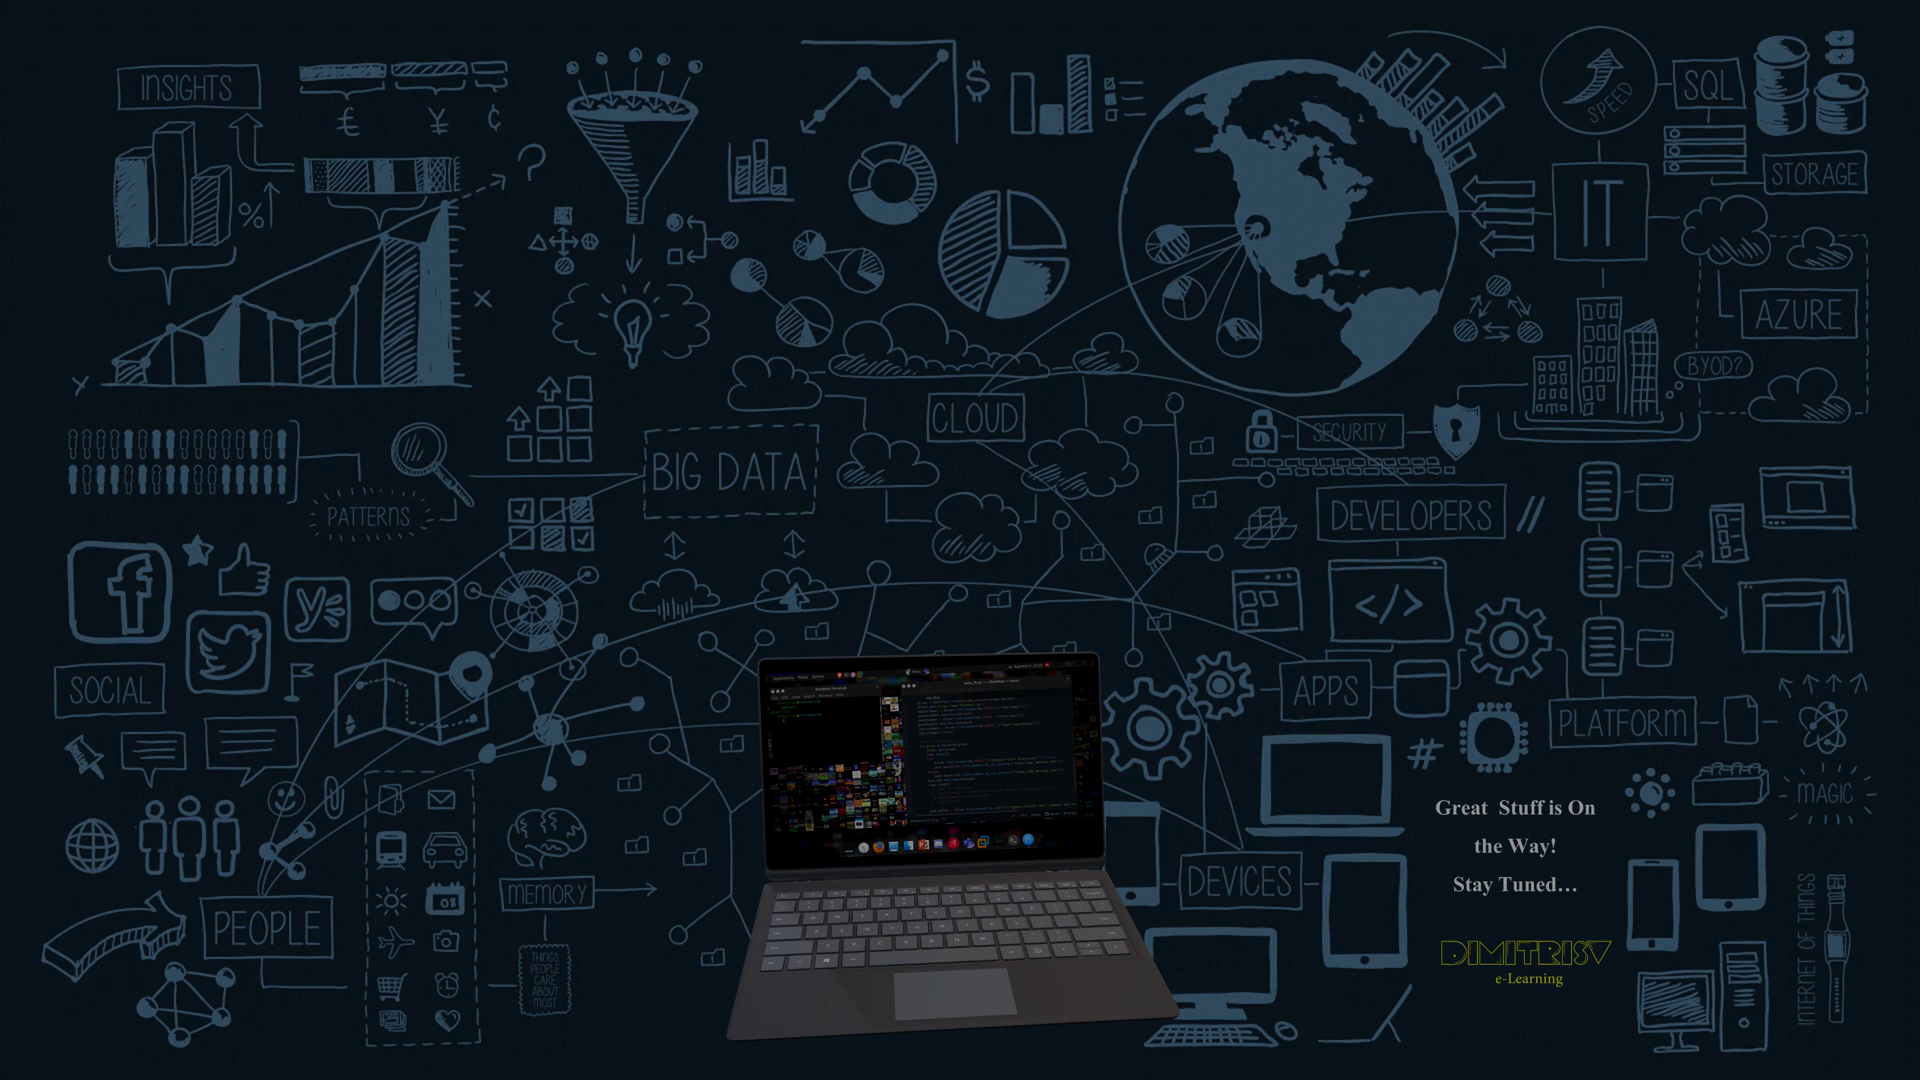 INSIGHTS
€ ¥ ¢
%
?
$
SPEED
SQL
STORAGE
IT
AZURE
BYOD?
X
Y
CLOUD
SECURITY
BIG DATA
PATTERNS
DEVELOPERS //
</>
SOCIAL
APPS
PLATFORM
#
MAGIC
Great Stuff is On
the Way!
Stay Tuned…
DIMITRISV
e-Learning
DEVICES
MEMORY
PEOPLE
08
THINGS
PEOPLE
CARE
ABOUT
MOST
INTERNET OF THINGS